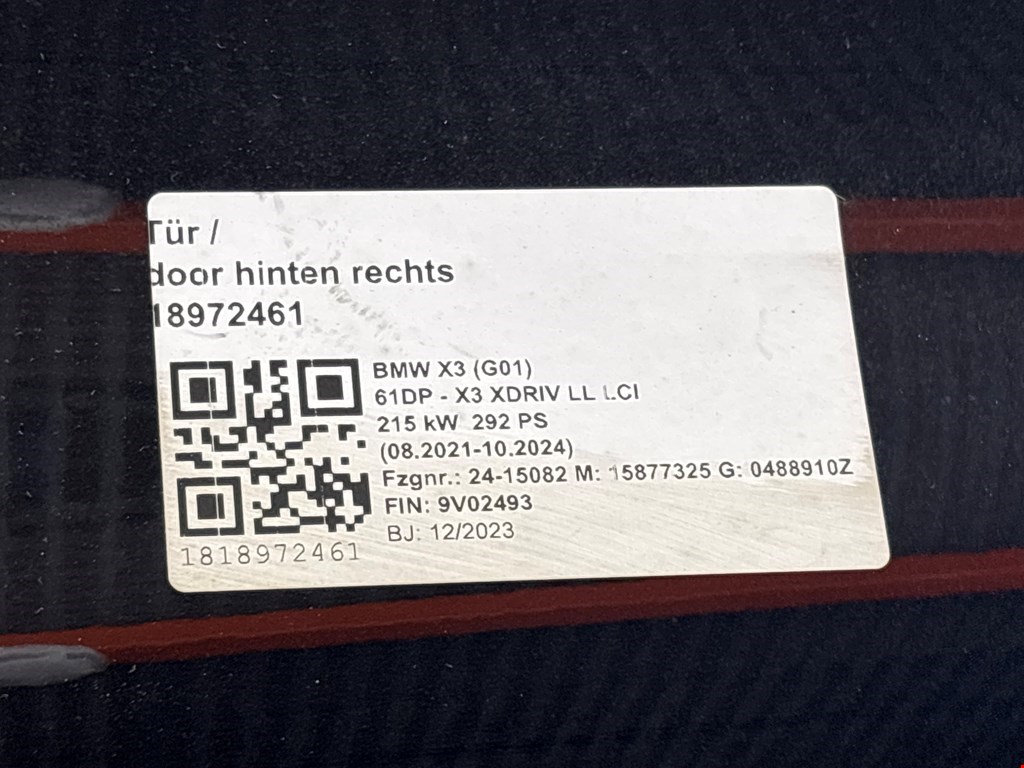 Tür /
door hinten rechts
18972461
BMW X3 (G01)
61DP - X3 XDRIV LL LCI
215 kW 292 PS
(08.2021-10.2024)
Fzgnr.: 24-15082 M: 15877325 G: 0488910Z
FIN: 9V02493
BJ: 12/2023
1818972461